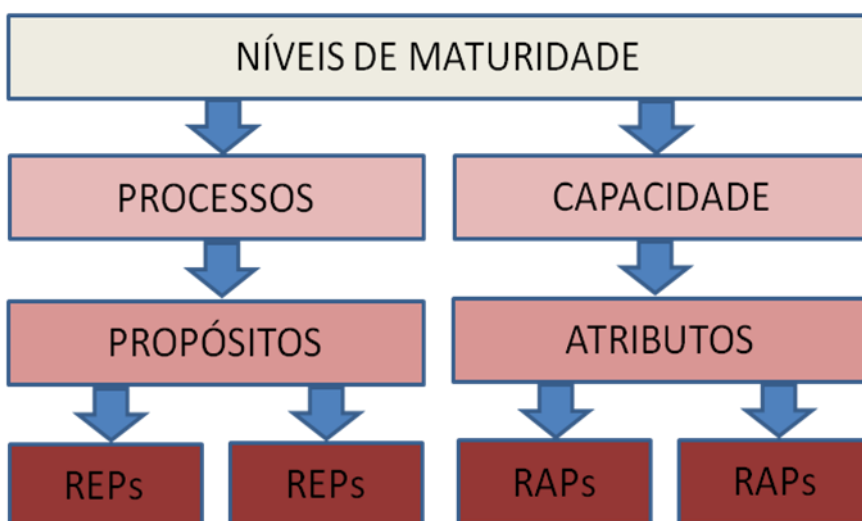 NÍVEIS DE MATURIDADE
PROCESSOS
CAPACIDADE
PROPÓSITOS
ATRIBUTOS
REPs
REPs
RAPs
RAPs